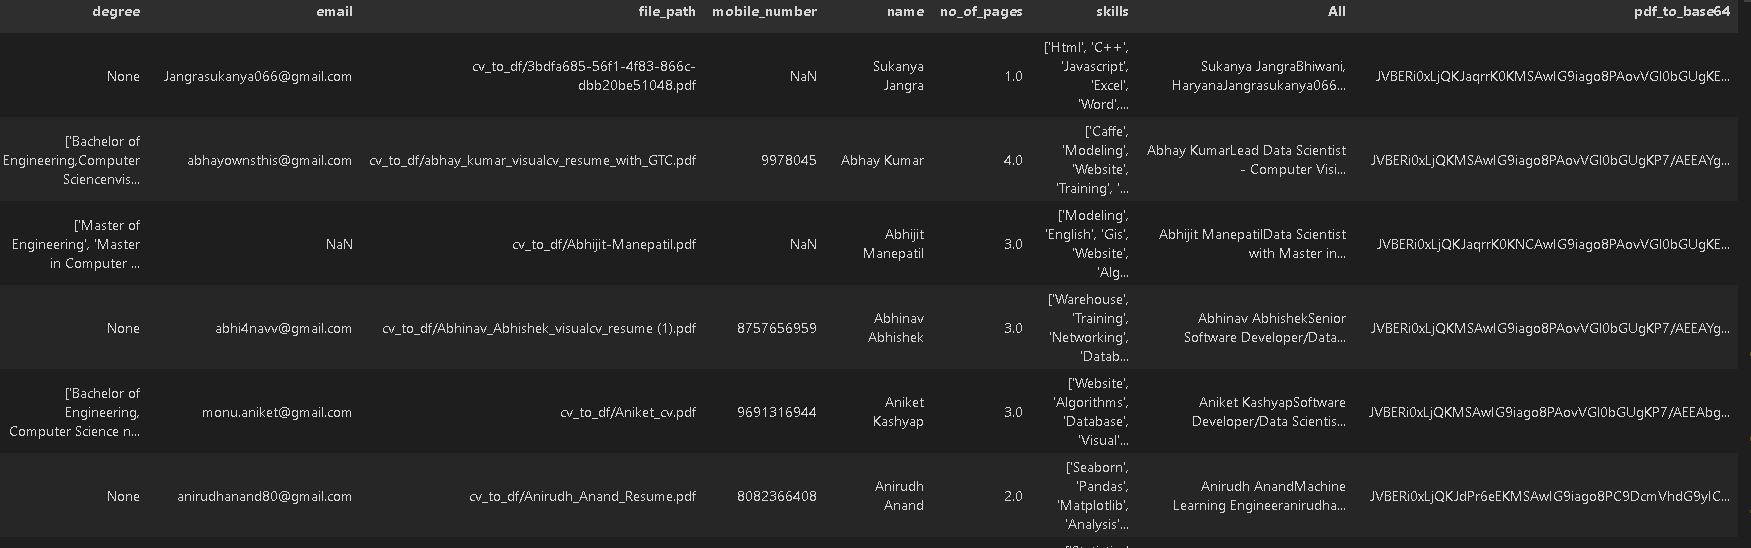 degree email file_path mobile_number name no_of_pages skills All pdf_to_base64
None Jangrasukanya066@gmail.com cv_to_df/3bdfa685-56f1-4f83-866c-
dbb20be51048.pdf NaN Sukanya
Jangra 1.0 ['Html', 'C++',
'Javascript',
'Excel',
'Word',... Sukanya JangraBhiwani,
HaryanaJangrasukanya066... JVBERi0xLjQKJaqrrK0KMSAwIG9iago8PAovVGl0bGUgKE...
['Bachelor of
Engineering,Computer
Sciencenvis... abhayownsthis@gmail.com cv_to_df/abhay_kumar_visualcv_resume_with_GTC.pdf 9978045 Abhay Kumar 4.0 ['Caffe',
'Modeling',
'Website',
'Training', '... Abhay KumarLead Data Scientist
- Computer Visi... JVBERi0xLjQKMSAwIG9iago8PAovVGl0bGUgKP7/AEEAYg...
['Master of
Engineering', 'Master
in Computer ... NaN cv_to_df/Abhijit-Manepatil.pdf NaN Abhijit
Manepatil 3.0 ['Modeling',
'English', 'Gis',
'Website',
'Alg... Abhijit ManepatilData Scientist
with Master in... JVBERi0xLjQKJaqrrK0KNCAwIG9iago8PAovVGl0bGUgKE...
None abhi4navv@gmail.com cv_to_df/Abhinav_Abhishek_visualcv_resume (1).pdf 8757656959 Abhinav
Abhishek 3.0 ['Warehouse',
'Training',
'Networking',
'Datab... Abhinav AbhishekSenior
Software Developer/Data... JVBERi0xLjQKMSAwIG9iago8PAovVGl0bGUgKP7/AEEAYg...
['Bachelor of
Engineering,
Computer Science n... monu.aniket@gmail.com cv_to_df/Aniket_cv.pdf 9691316944 Aniket
Kashyap 3.0 ['Website',
'Algorithms',
'Database',
'Visual'... Aniket KashyapSoftware
Developer/Data Scientis... JVBERi0xLjQKMSAwIG9iago8PAovVGl0bGUgKP7/AEEAbg...
None anirudhanand80@gmail.com cv_to_df/Anirudh_Anand_Resume.pdf 8082366408 Anirudh
Anand 2.0 ['Seaborn',
'Pandas',
'Matplotlib',
'Analysis'... Anirudh AnandMachine
Learning Engineeranirudha... JVBERi0xLjQKJdPr6eEKMSAwIG9iago8PC9DcmVhdG9yIC...